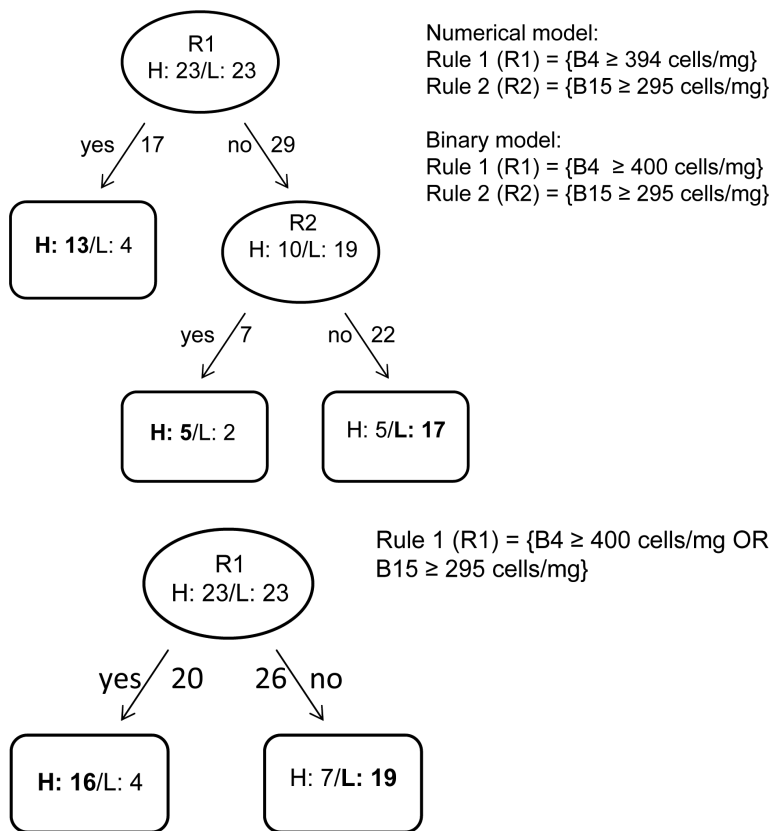 R1
H: 23/L: 23
Numerical model:
Rule 1 (R1) = {B4 ≥ 394 cells/mg}
Rule 2 (R2) = {B15 ≥ 295 cells/mg}
Binary model:
Rule 1 (R1) = {B4 ≥ 400 cells/mg}
Rule 2 (R2) = {B15 ≥ 295 cells/mg}
yes 17
no 29
H: 13/L: 4
R2
H: 10/L: 19
yes 7
no 22
H: 5/L: 2
H: 5/L: 17
Rule 1 (R1) = {B4 ≥ 400 cells/mg OR
B15 ≥ 295 cells/mg}
R1
H: 23/L: 23
yes 20
26 no
H: 16/L: 4
H: 7/L: 19